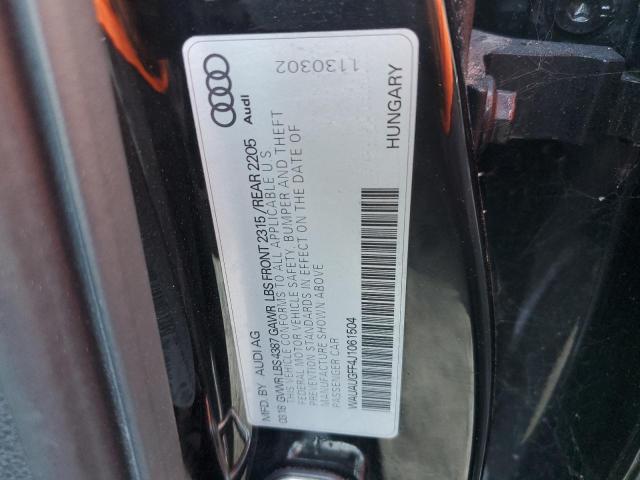 Audi
1130302
MFD. BY AUDI AG
03/18 GVWR LBS 4387 GAWR LBS FRONT 2315/REAR 2205
THIS VEHICLE CONFORMS TO ALL APPLICABLE U S
FEDERAL MOTOR VEHICLE SAFETY, BUMPER AND THEFT
PREVENTION STANDARDS IN EFFECT ON THE DATE OF
MANUFACTURE SHOWN ABOVE
PASSENGER CAR
WAUAUGFF4J1061504
HUNGARY